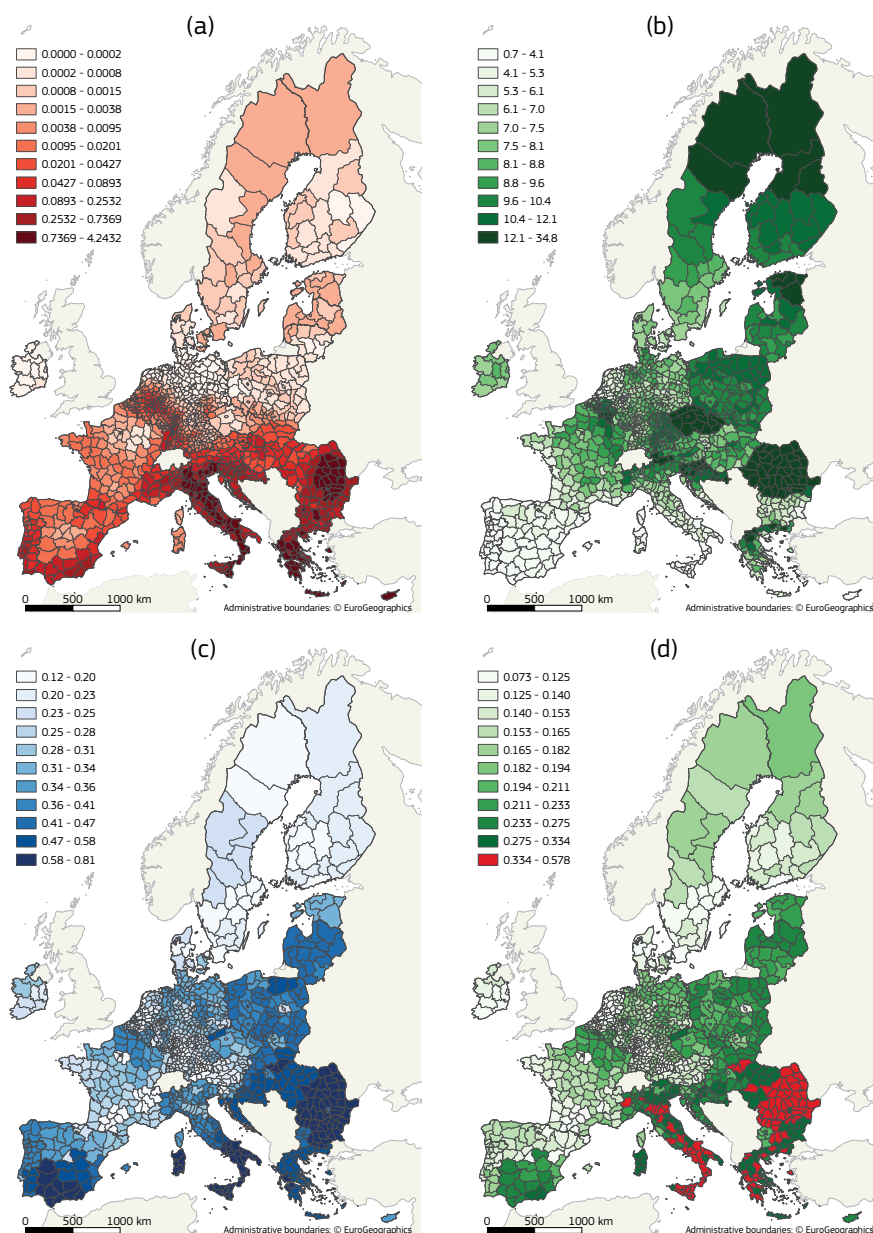 (a)
0.0000 - 0.0002
0.0002 - 0.0008
0.0008 - 0.0015
0.0015 - 0.0038
0.0038 - 0.0095
0.0095 - 0.0201
0.0201 - 0.0427
0.0427 - 0.0893
0.0893 - 0.2532
0.2532 - 0.7369
0.7369 - 4.2432
0 500 1000 km
Administrative boundaries: © EuroGeographics
(b)
0.7 - 4.1
4.1 - 5.3
5.3 - 6.1
6.1 - 7.0
7.0 - 7.5
7.5 - 8.1
8.1 - 8.8
8.8 - 9.6
9.6 - 10.4
10.4 - 12.1
12.1 - 34.8
0 500 1000 km
Administrative boundaries: © EuroGeographics
(c)
0.12 - 0.20
0.20 - 0.23
0.23 - 0.25
0.25 - 0.28
0.28 - 0.31
0.31 - 0.34
0.34 - 0.36
0.36 - 0.41
0.41 - 0.47
0.47 - 0.58
0.58 - 0.81
0 500 1000 km
Administrative boundaries: © EuroGeographics
(d)
0.073 - 0.125
0.125 - 0.140
0.140 - 0.153
0.153 - 0.165
0.165 - 0.182
0.182 - 0.194
0.194 - 0.211
0.211 - 0.233
0.233 - 0.275
0.275 - 0.334
0.334 - 0.578
0 500 1000 km
Administrative boundaries: © EuroGeographics